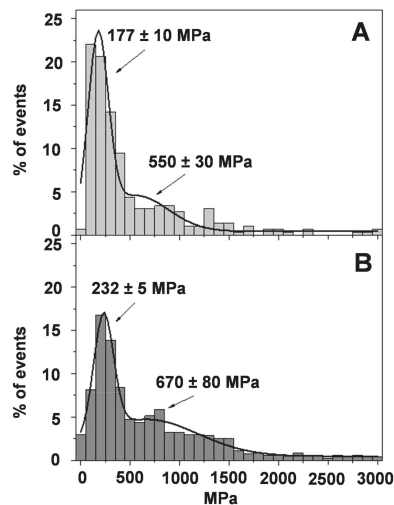 25
20
15
10
5
0
% of events
A
177 ± 10 MPa
550 ± 30 MPa
25
20
15
10
5
0
% of events
B
232 ± 5 MPa
670 ± 80 MPa
0 500 1000 1500 2000 2500 3000
MPa